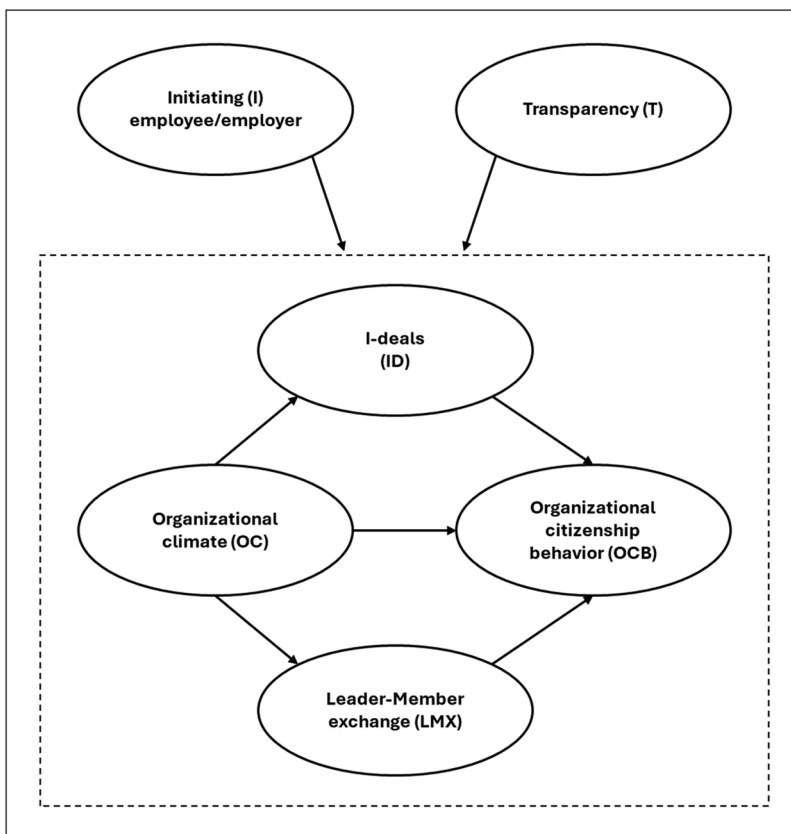 Initiating (I)
employee/employer
Transparency (T)
I-deals
(ID)
Organizational
climate (OC)
Organizational
citizenship
behavior (OCB)
Leader-Member
exchange (LMX)